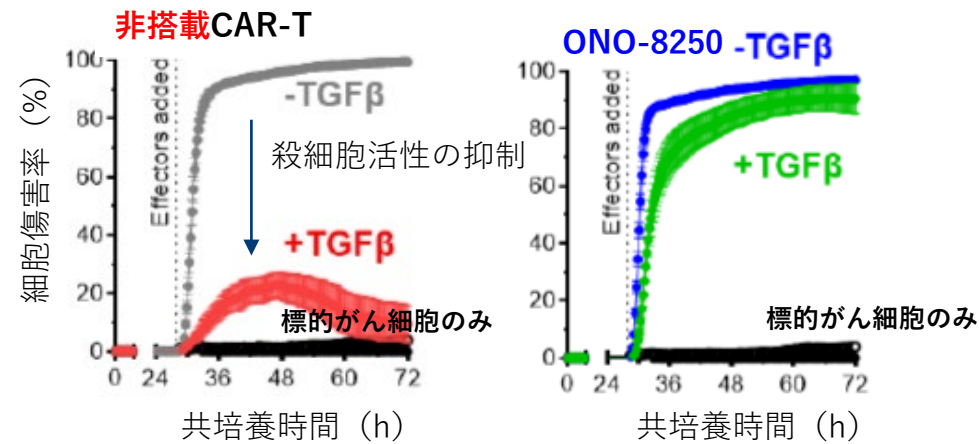 非搭載CAR-T
100
80
60
40
20
0
細胞傷害率（%）
Effectors added
-TGFβ
殺細胞活性の抑制
+TGFβ
標的がん細胞のみ
0 24 36 48 60 72
共培養時間（h）
ONO-8250 -TGFβ
100
80
60
40
20
0
Effectors added
+TGFβ
標的がん細胞のみ
0 24 36 48 60 72
共培養時間（h）